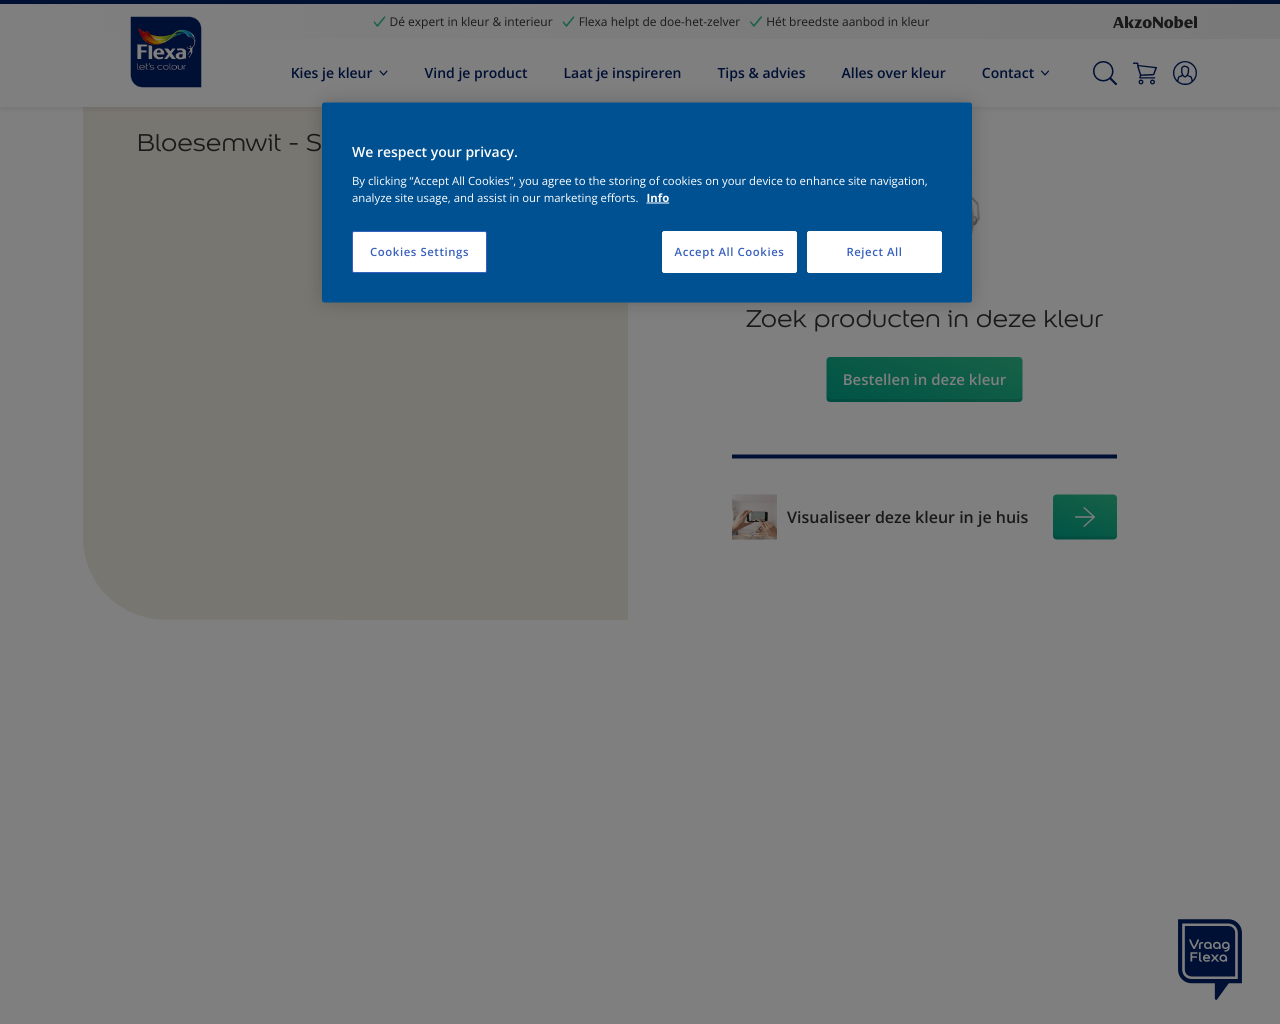 Dé expert in kleur & interieur Flexa helpt de doe-het-zelver Hét breedste aanbod in kleur
AkzoNobel
Flexa
let's colour
Kies je kleur Vind je product Laat je inspireren Tips & advies Alles over kleur Contact
Bloesemwit - S
We respect your privacy.
By clicking “Accept All Cookies”, you agree to the storing of cookies on your device to enhance site navigation,
analyze site usage, and assist in our marketing efforts. Info
Cookies Settings Accept All Cookies Reject All
Zoek producten in deze kleur
Bestellen in deze kleur
Visualiseer deze kleur in je huis
Vraag
Flexa